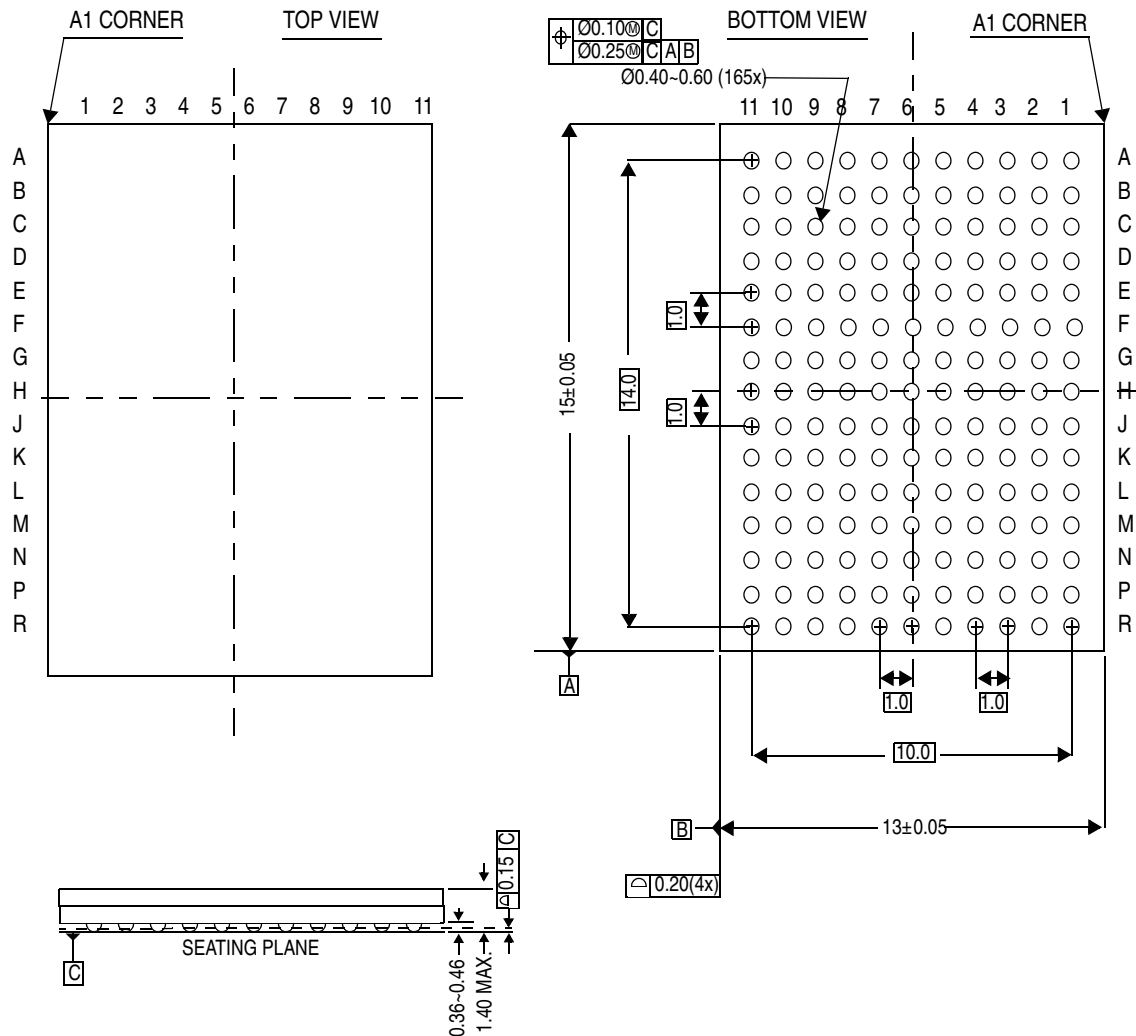 A1 CORNER
TOP VIEW
1 2 3 4 5 6 7 8 9 10 11
A
B
C
D
E
F
G
H
J
K
L
M
N
P
R
Ø0.10Ⓜ C
Ø0.25Ⓜ C A B
Ø0.40~0.60 (165x)
BOTTOM VIEW
A1 CORNER
11 10 9 8 7 6 5 4 3 2 1
A
B
C
D
E
F
G
H
J
K
L
M
N
P
R
15±0.05
14.0
1.0
1.0
A
1.0
1.0
10.0
B
13±0.05
0.20(4x)
0.15 C
SEATING PLANE
C
0.36~0.46
1.40 MAX.